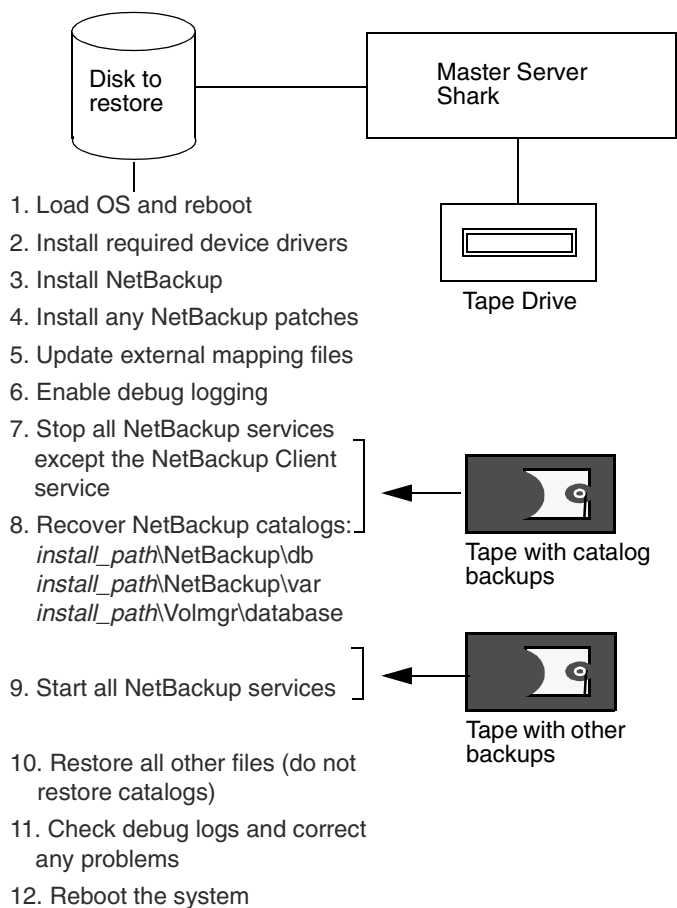 Disk to
restore
Master Server
Shark
Tape Drive
1. Load OS and reboot
2. Install required device drivers
3. Install NetBackup
4. Install any NetBackup patches
5. Update external mapping files
6. Enable debug logging
7. Stop all NetBackup services
except the NetBackup Client
service
8. Recover NetBackup catalogs:
install_path\NetBackup\db
install_path\NetBackup\var
install_path\Volmgr\database
Tape with catalog
backups
9. Start all NetBackup services
Tape with other
backups
10. Restore all other files (do not
restore catalogs)
11. Check debug logs and correct
any problems
12. Reboot the system